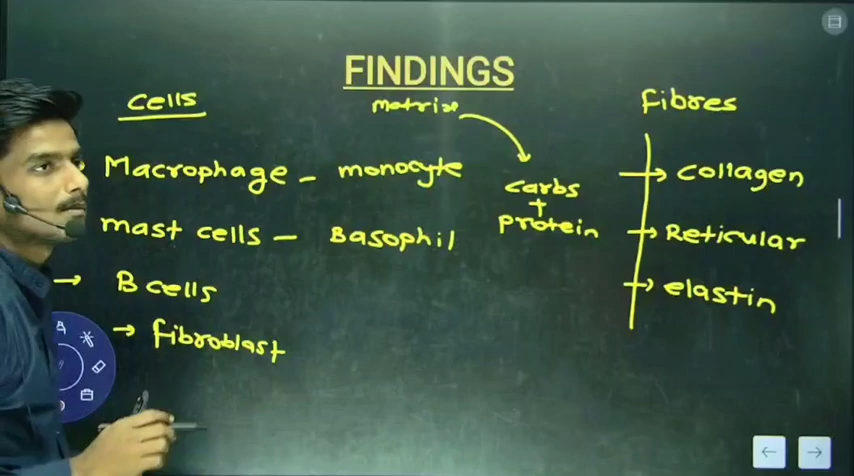 FINDINGS
cells
Macrophage - monocyte
mast cells - Basophil
→ B cells
→ fibroblast
matrix
carbs
+
protein
fibres
→ collagen
→ Reticular
→ elastin